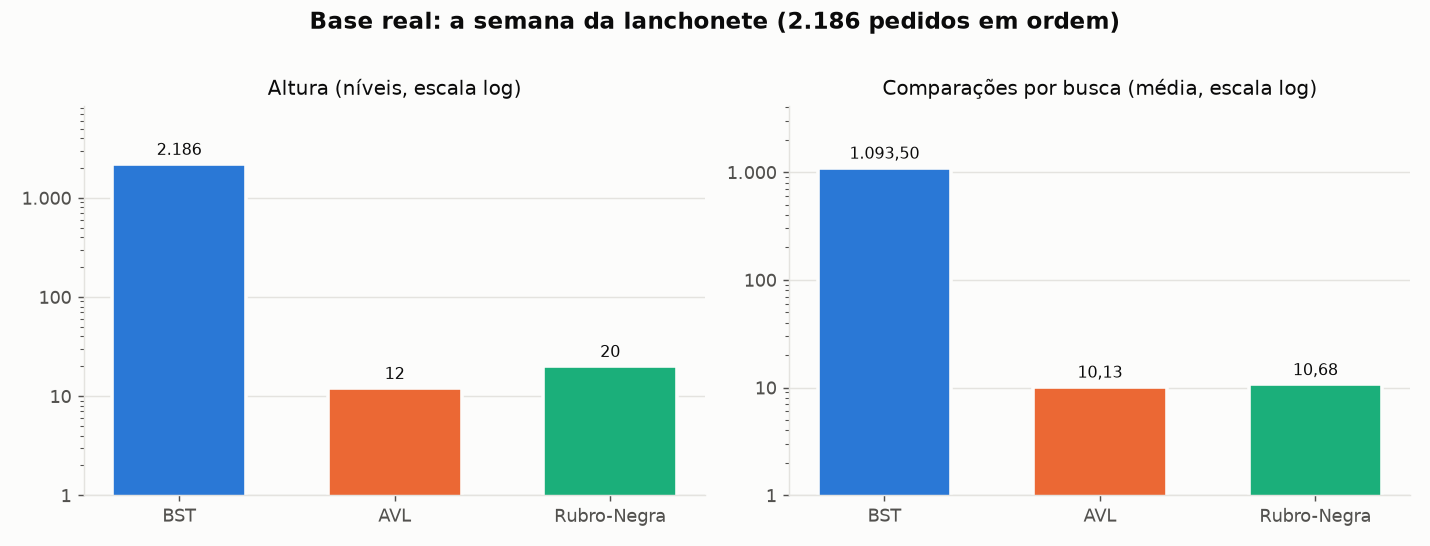 Base real: a semana da lanchonete (2.186 pedidos em ordem)
Altura (níveis, escala log)
2.186
12
20
1.000
100
10
1
BST
AVL
Rubro-Negra
Comparações por busca (média, escala log)
1.093,50
10,13
10,68
1.000
100
10
1
BST
AVL
Rubro-Negra